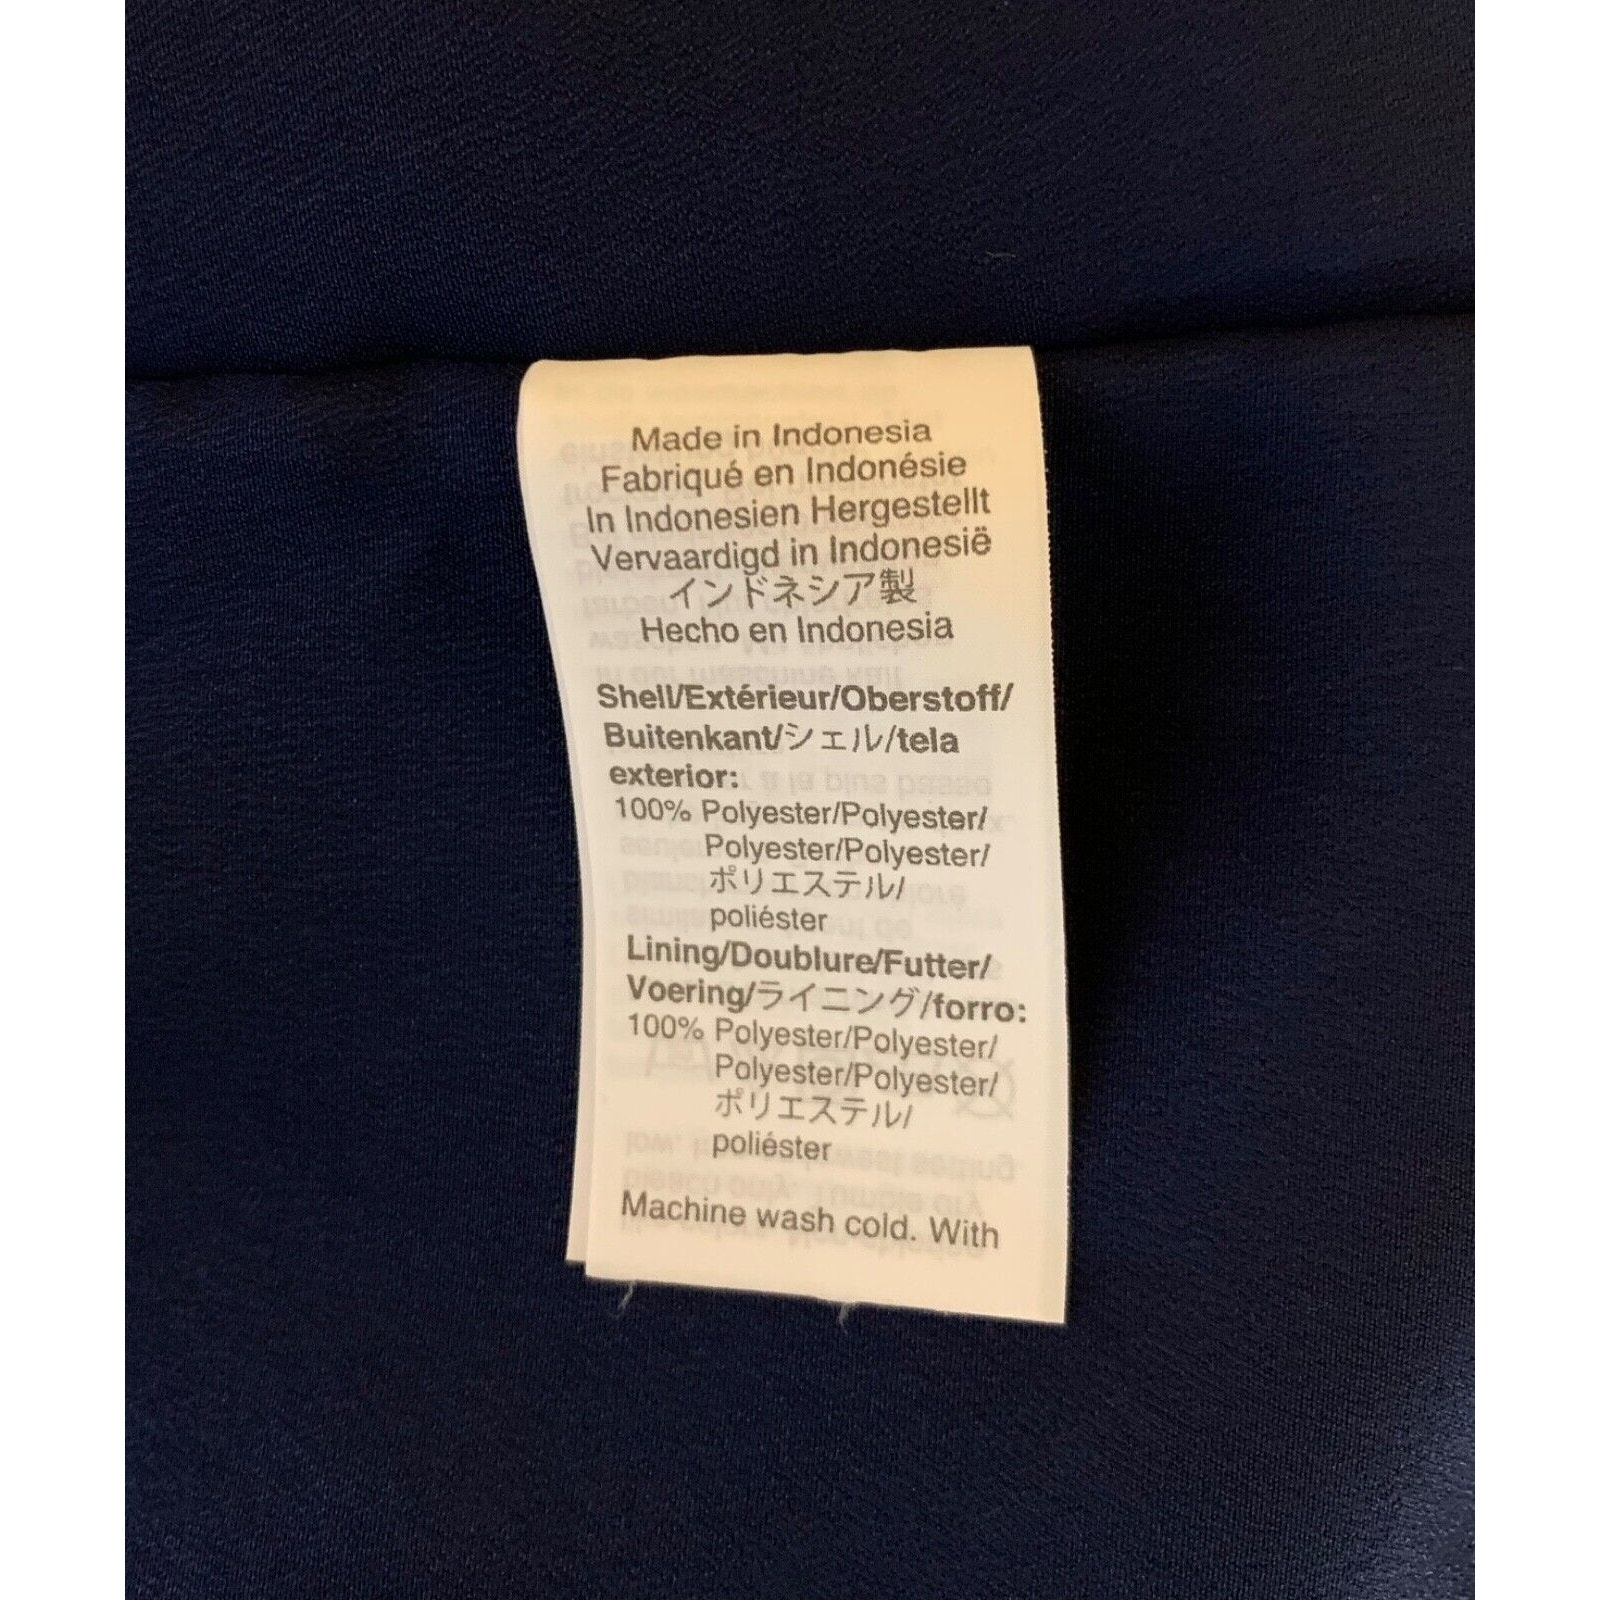 Made in Indonesia
Fabriqué en Indonésie
In Indonesien Hergestellt
Vervaardigd in Indonesië
インドネシア製
Hecho en Indonesia
Shell/Extérieur/Oberstoff/
Buitenkant/シェル/tela
exterior:
100% Polyester/Polyester/
Polyester/Polyester/
ポリエステル/
poliéster
Lining/Doublure/Futter/
Voering/ライニング/forro:
100% Polyester/Polyester/
Polyester/Polyester/
ポリエステル/
poliéster
Machine wash cold. With